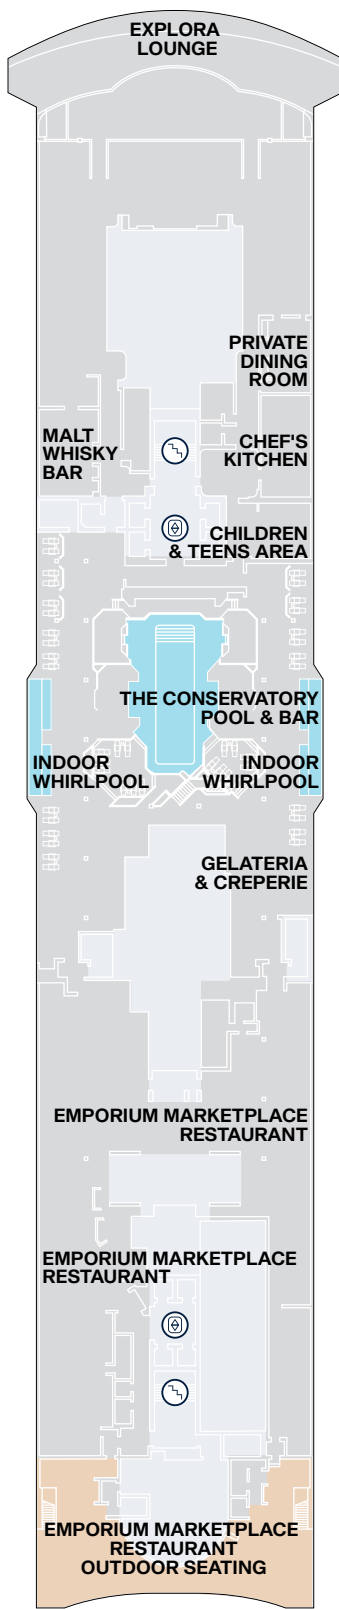 EXPLORA
LOUNGE
PRIVATE
DINING
ROOM
MALT
WHISKY
BAR
CHEF'S
KITCHEN
CHILDREN
& TEENS AREA
THE CONSERVATORY
POOL & BAR
INDOOR
WHIRLPOOL
INDOOR
WHIRLPOOL
GELATERIA
& CREPERIE
EMPORIUM MARKETPLACE
RESTAURANT
EMPORIUM MARKETPLACE
RESTAURANT
EMPORIUM MARKETPLACE
RESTAURANT
OUTDOOR SEATING